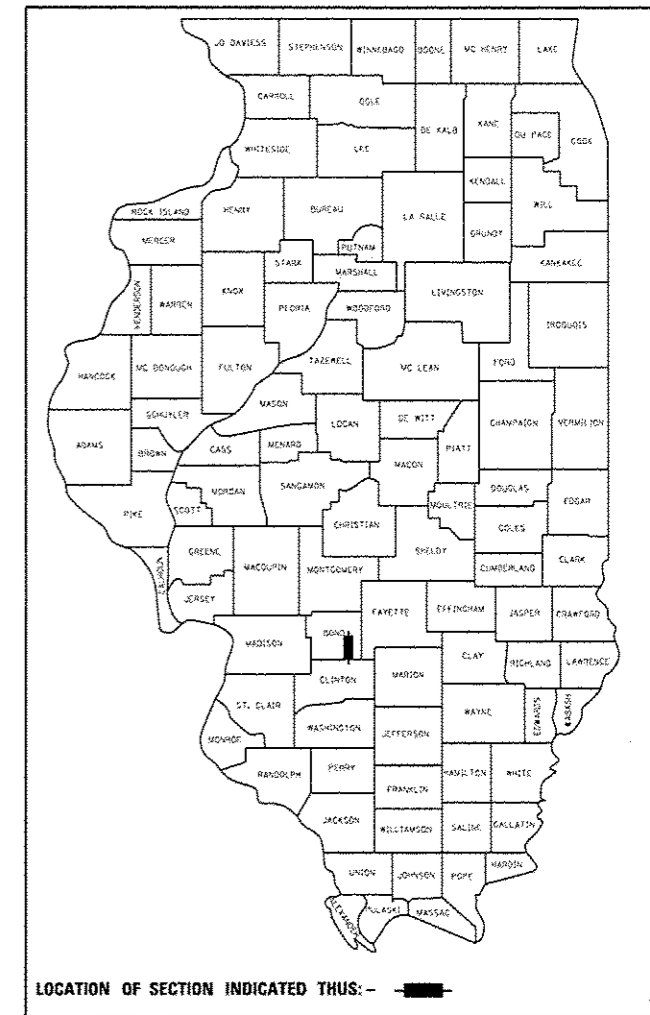 JO DAVIESS STEPHENSON WINNEBAGO BOONE MC HENRY LAKE
CARROLL OGLE DE KALB KANE DU PAGE COOK
WHITESIDE LEE KENDALL WILL
ROCK ISLAND HENRY BUREAU LA SALLE GRUNDY
MERCER PUTNAM KANKAKEE
HENDERSON WARREN KNOX STARK MARSHALL
PEORIA WOODFORD LIVINGSTON IROQUOIS
HANCOCK MC DONOUGH FULTON TAZEWELL MC LEAN FORD
SCHUYLER MASON LOGAN DE WITT CHAMPAIGN VERMILION
ADAMS BROWN CASS MENARD MACON PIATT
PIKE SCOTT MORGAN SANGAMON MOULTRIE DOUGLAS EDGAR
CHRISTIAN COLES
CALHOUN GREENE MACOUPIN MONTGOMERY SHELBY CUMBERLAND CLARK
JERSEY FAYETTE EFFINGHAM JASPER CRAWFORD
MADISON BOND CLAY RICHLAND LAWRENCE
CLINTON MARION
ST. CLAIR WAYNE EDWARDS WABASH
MONROE WASHINGTON JEFFERSON
RANDOLPH PERRY FRANKLIN HAMILTON WHITE
JACKSON WILLIAMSON SALINE GALLATIN
UNION JOHNSON POPE HARDIN
ALEXANDER PULASKI MASSAC
LOCATION OF SECTION INDICATED THUS: -